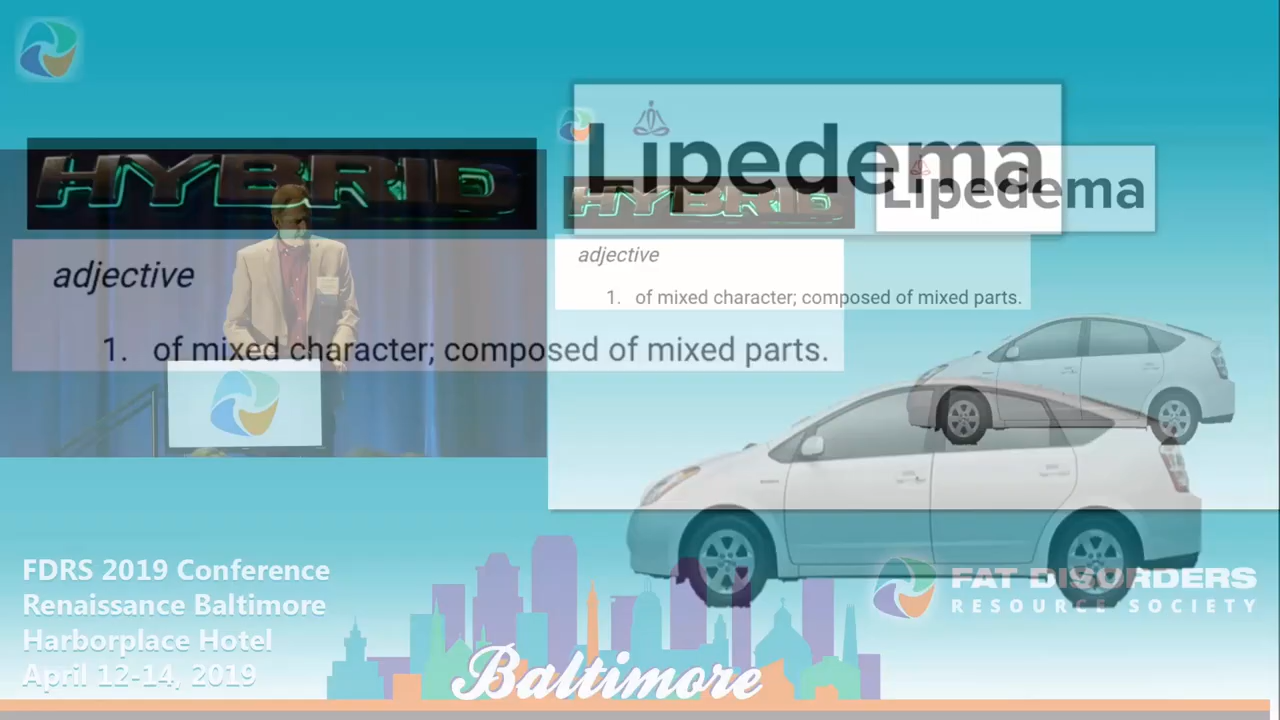 HYBRID
adjective
1. of mixed character; composed of mixed parts.
Lipedema
Lipedema
HYBRID
adjective
1. of mixed character; composed of mixed parts.
FDRS 2019 Conference
Renaissance Baltimore
Harborplace Hotel
April 12-14, 2019
Baltimore
FAT DISORDERS
RESOURCE SOCIETY